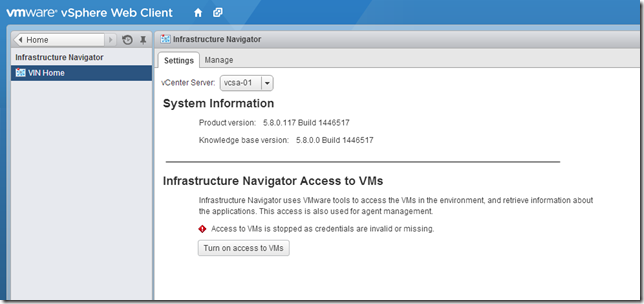 vmware® vSphere Web Client
Home
Infrastructure Navigator
VIN Home
Infrastructure Navigator
Settings Manage
vCenter Server: vcsa-01
System Information
Product version: 5.8.0.117 Build 1446517
Knowledge base version: 5.8.0.0 Build 1446517
Infrastructure Navigator Access to VMs
Infrastructure Navigator uses VMware tools to access the VMs in the environment, and retrieve information about
the applications. This access is also used for agent management.
Access to VMs is stopped as credentials are invalid or missing.
Turn on access to VMs